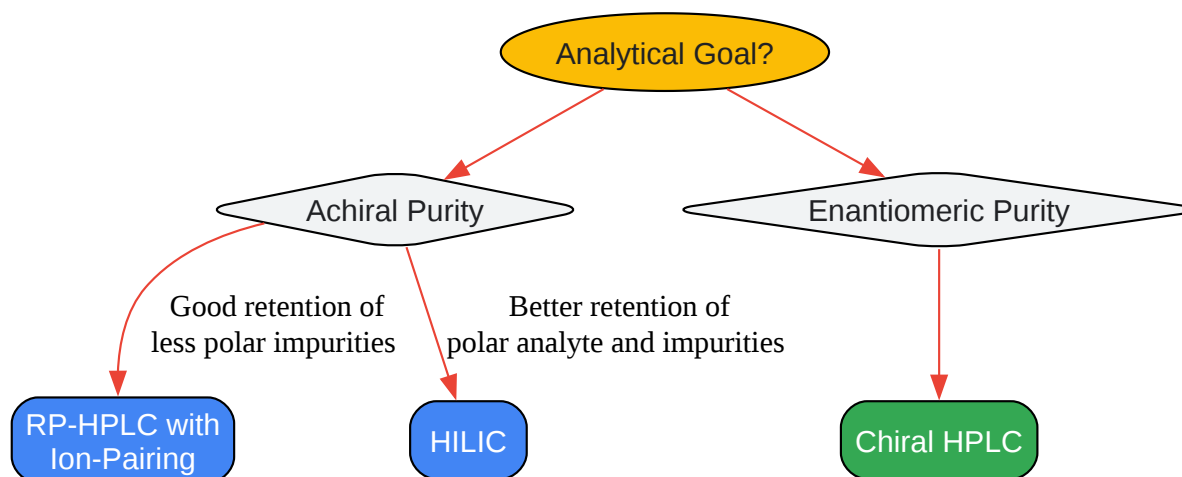 Analytical Goal?
Achiral Purity
Enantiomeric Purity
Good retention of
less polar impurities
Better retention of
polar analyte and impurities
RP-HPLC with
Ion-Pairing
HILIC
Chiral HPLC